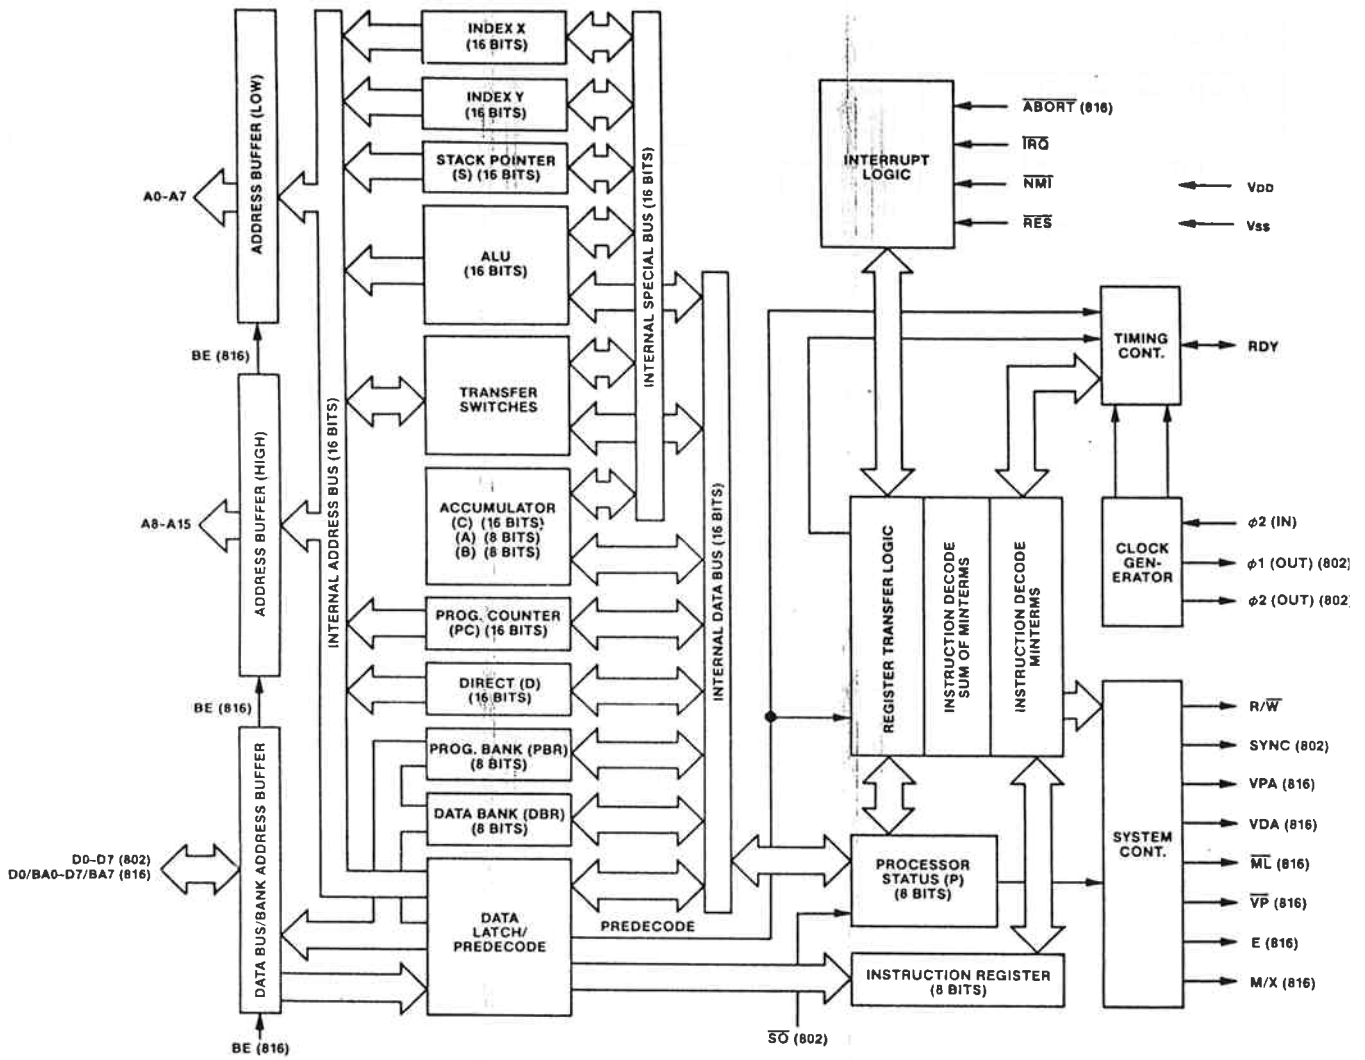 ADDRESS BUFFER (LOW)
A0–A7
BE (816)
ADDRESS BUFFER (HIGH)
A8–A15
BE (816)
DATA BUS/BANK ADDRESS BUFFER
D0–D7 (802)
D0/BA0–D7/BA7 (816)
BE (816)
INTERNAL ADDRESS BUS (16 BITS)
INDEX X
(16 BITS)
INDEX Y
(16 BITS)
STACK POINTER
(S) (16 BITS)
ALU
(16 BITS)
TRANSFER
SWITCHES
ACCUMULATOR
(C) (16 BITS)
(A) (8 BITS)
(B) (8 BITS)
PROG. COUNTER
(PC) (16 BITS)
DIRECT (D)
(16 BITS)
PROG. BANK (PBR)
(8 BITS)
DATA BANK (DBR)
(8 BITS)
DATA
LATCH/
PREDECODE
INTERNAL SPECIAL BUS (16 BITS)
INTERNAL DATA BUS (16 BITS)
PREDECODE
INTERRUPT
LOGIC
ABORT (816)
IRQ
NMI
RES
VDD
VSS
TIMING
CONT.
RDY
CLOCK
GEN-
ERATOR
ϕ2 (IN)
ϕ1 (OUT) (802)
ϕ2 (OUT) (802)
REGISTER TRANSFER LOGIC
INSTRUCTION DECODE
SUM OF MINTERMS
INSTRUCTION DECODE
MINTERMS
PROCESSOR
STATUS (P)
(8 BITS)
INSTRUCTION REGISTER
(8 BITS)
SO (802)
SYSTEM
CONT.
R/W
SYNC (802)
VPA (816)
VDA (816)
ML (816)
VP (816)
E (816)
M/X (816)